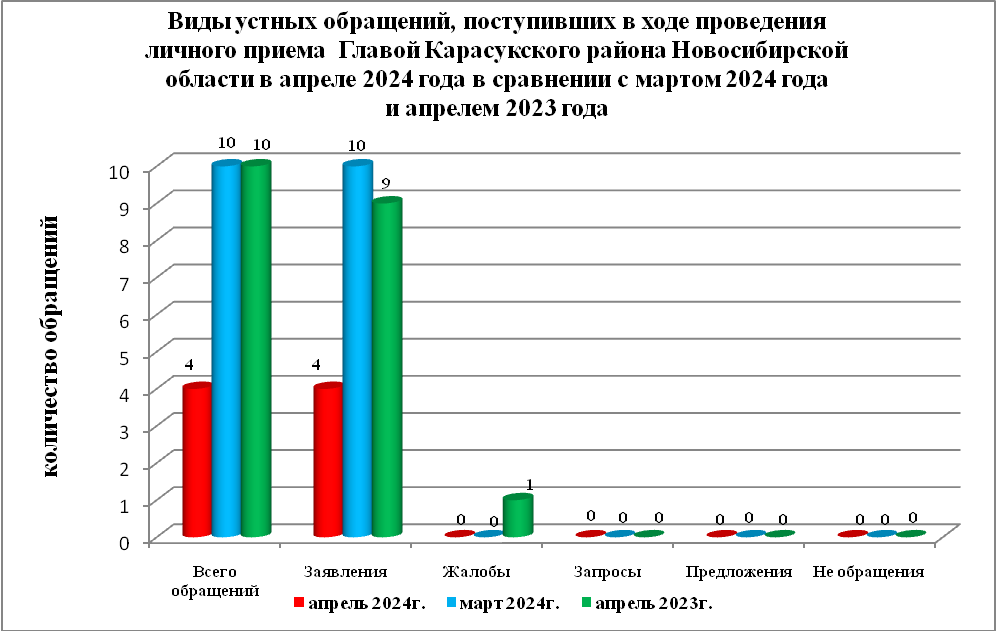 Виды устных обращений, поступивших в ходе проведения
личного приема Главой Карасукского района Новосибирской
области в апреле 2024 года в сравнении с мартом 2024 года
и апрелем 2023 года
количество обращений
10
9
8
7
6
5
4
3
2
1
0
4 10 10
4 10 9
0 0 1
0 0 0
0 0 0
0 0 0
Всего
обращений
Заявления
Жалобы
Запросы
Предложения
Не обращения
апрель 2024г. март 2024г. апрель 2023г.